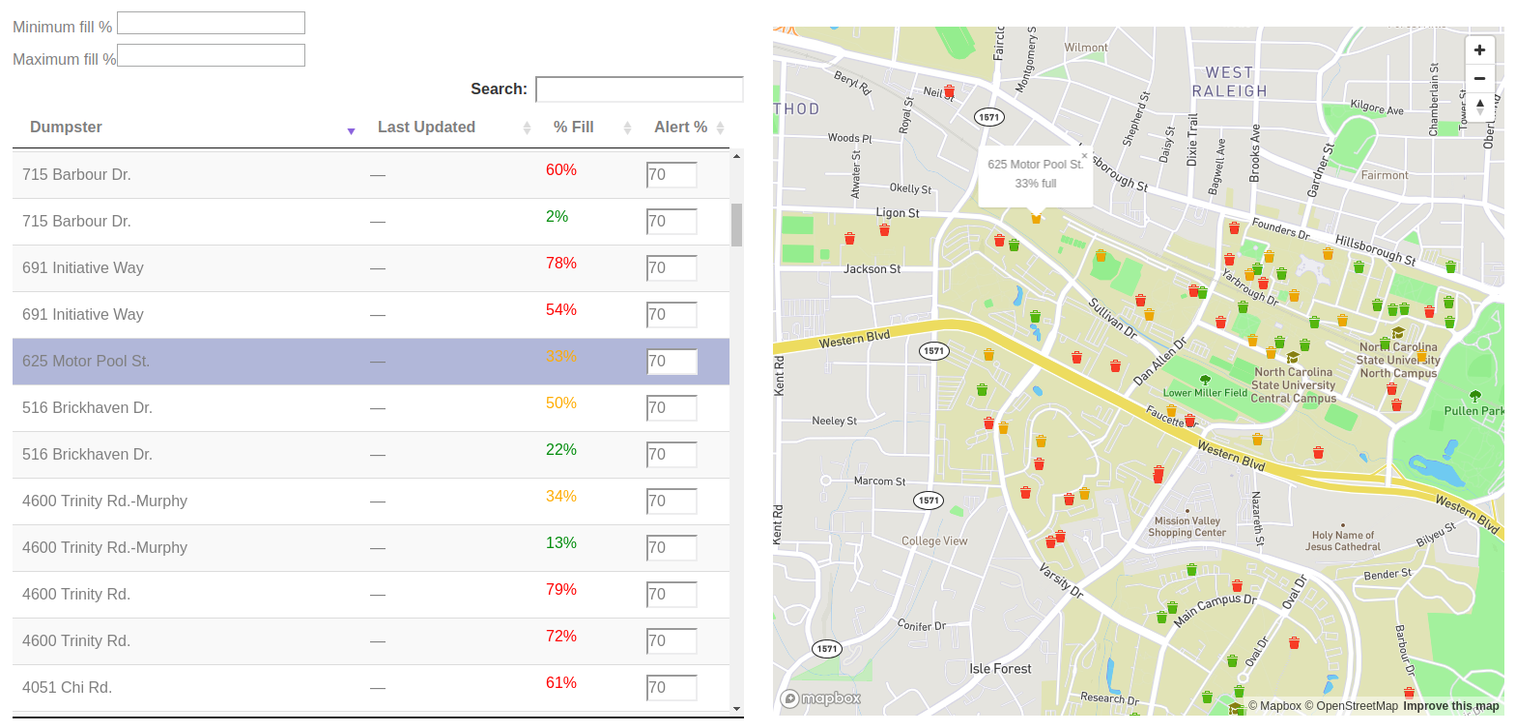 Minimum fill %
Maximum fill %
Search:
Dumpster Last Updated % Fill Alert %
715 Barbour Dr. — 60% 70
715 Barbour Dr. — 2% 70
691 Initiative Way — 78% 70
691 Initiative Way — 54% 70
625 Motor Pool St. — 33% 70
516 Brickhaven Dr. — 50% 70
516 Brickhaven Dr. — 22% 70
4600 Trinity Rd.-Murphy — 34% 70
4600 Trinity Rd.-Murphy — 13% 70
4600 Trinity Rd. — 79% 70
4600 Trinity Rd. — 72% 70
4051 Chi Rd. — 61% 70
Wilmont
Montgomery S
Fairclo
WEST
RALEIGH
Beryl Rd
Neil St
THOD
Royal St
1571
Shepherd St
Daisy St
Dixie Trail
Bagwell Ave
Brooks Ave
Gardner St
Kilgore Ave
Chamberlain St
Tower St
Oberl
Rd
Woods Pl
Atwater St
Okelly St
Ligon St
625 Motor Pool St.
33% full
×
lsborough St
Fairmont
Founders Dr
Hillsborough St
Jackson St
Yarbrough Dr
Sullivan Dr
Western Blvd
1571
Kent Rd
Dan Allen Dr
North Carolina
State University
North Campus
North Carolina
State University
Central Campus
Lower Miller Field
Pullen Park
Neeley St
Faucette Dr
Western Blvd
Marcom St
1571
Kent Rd
Mission Valley
Shopping Center
Nazareth St
Holy Name of
Jesus Cathedral
Western Blvd
Bilyeu St
College View
Varsity Dr
Bender St
Main Campus Dr
Oval Dr
Conifer Dr
Oval Dr
Barbour Dr
1571
Isle Forest
Research Dr
mapbox
© Mapbox © OpenStreetMap Improve this map